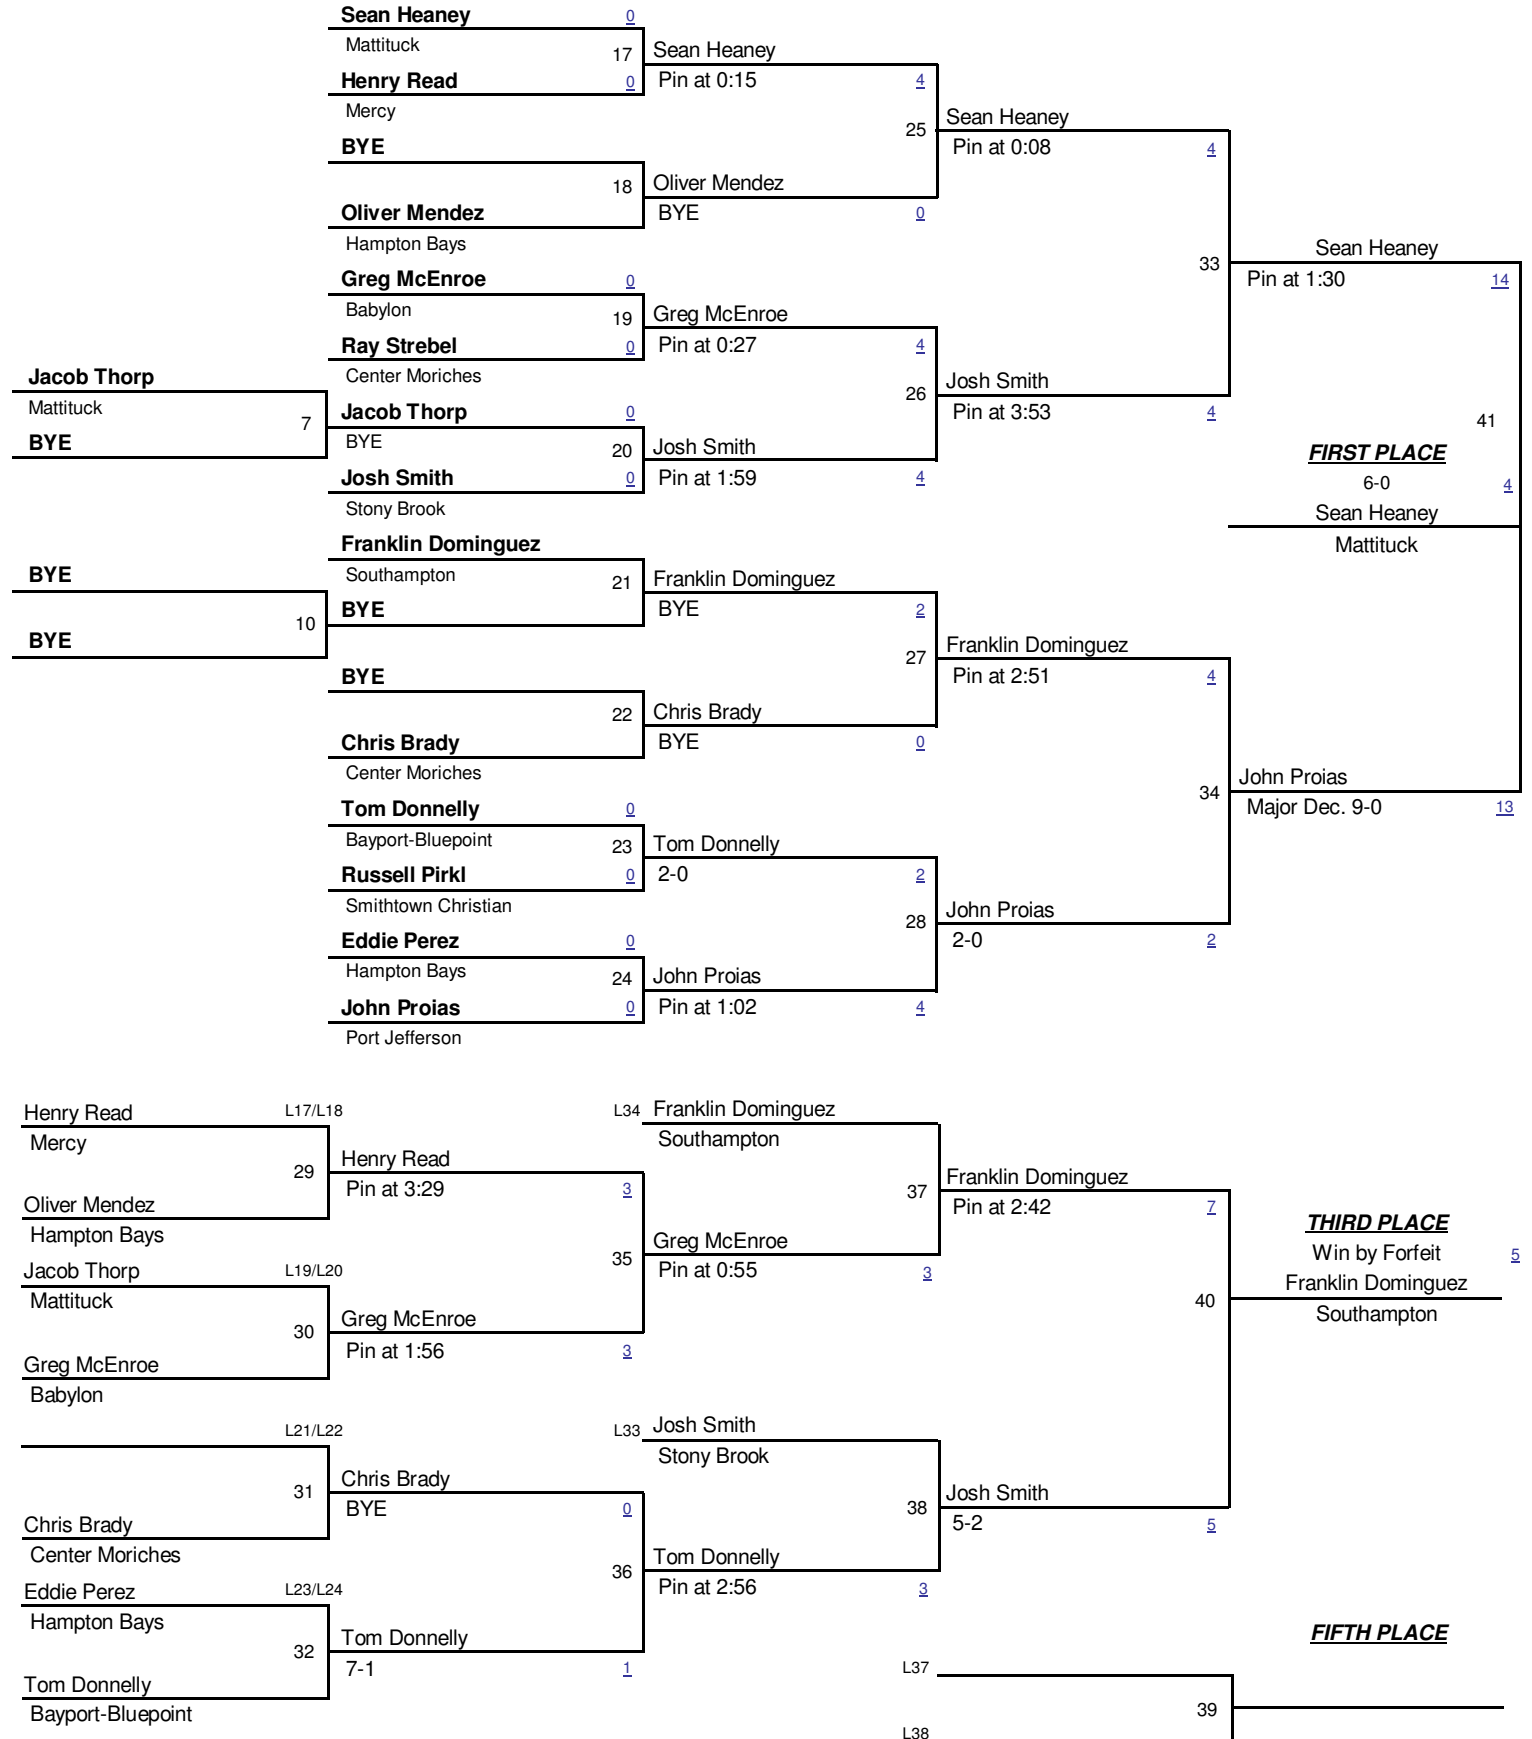 Sean Heaney 0
Mattituck
17 Sean Heaney
Henry Read 0 Pin at 0:15 4
Mercy
25 Sean Heaney
BYE Pin at 0:08 4
18 Oliver Mendez
Oliver Mendez BYE 0
Hampton Bays
33 Sean Heaney
Greg McEnroe 0 Pin at 1:30 14
Babylon
19 Greg McEnroe
Ray Strebel 0 Pin at 0:27 4
Center Moriches
Jacob Thorp 26 Josh Smith
Mattituck 7 Jacob Thorp 0 Pin at 3:53 4
41
BYE BYE 20 Josh Smith
FIRST PLACE
Josh Smith 0 Pin at 1:59 4
6-0 4
Stony Brook
Sean Heaney
Franklin Dominguez
Mattituck
BYE Southampton 21 Franklin Dominguez
BYE BYE 2
10
BYE 27 Franklin Dominguez
BYE Pin at 2:51 4
22 Chris Brady
Chris Brady BYE 0
Center Moriches
34 John Proias
Tom Donnelly 0 Major Dec. 9-0 13
Bayport-Bluepoint
23 Tom Donnelly
Russell Pirkl 0 2-0 2
Smithtown Christian
28 John Proias
Eddie Perez 0 2-0 2
Hampton Bays
24 John Proias
John Proias 0 Pin at 1:02 4
Port Jefferson
Henry Read L17/L18 L34 Franklin Dominguez
Mercy Southampton
29 Henry Read
37 Franklin Dominguez
Pin at 3:29 3
Oliver Mendez Pin at 2:42 7
Hampton Bays
THIRD PLACE
35 Greg McEnroe
Win by Forfeit 5
Jacob Thorp L19/L20 Pin at 0:55 3
Franklin Dominguez
Mattituck
40
Southampton
30 Greg McEnroe
Pin at 1:56 3
Greg McEnroe
Babylon
L21/L22 L33 Josh Smith
Stony Brook
31 Chris Brady
38 Josh Smith
BYE 0
Chris Brady 5-2 5
Center Moriches
36 Tom Donnelly
Eddie Perez L23/L24 Pin at 2:56 3
Hampton Bays
FIFTH PLACE
32 Tom Donnelly
7-1 1
L37
Tom Donnelly
Bayport-Bluepoint
39
L38